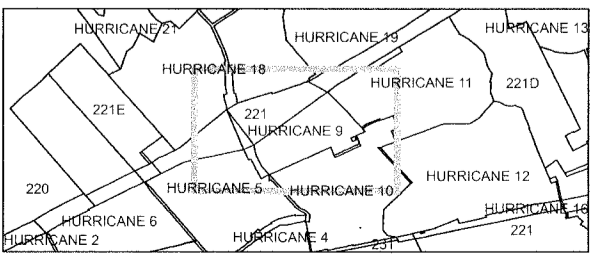 HURRICANE 21
HURRICANE 19
HURRICANE 13
HURRICANE 18
HURRICANE 11
221D
221E
221
HURRICANE 9
HURRICANE 12
220
HURRICANE 5
HURRICANE 10
HURRICANE 16
HURRICANE 6
221
HURRICANE 2
HURRICANE 4
231